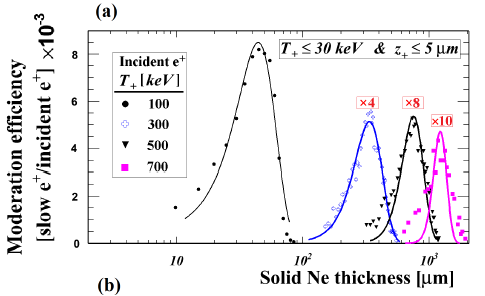 (a)
Moderation efficiency
[slow e⁺/incident e⁺] ×10⁻³
8
6
4
2
0
Incident e⁺
T₊ [keV]
100
300
500
700
T₊ ≤ 30 keV & z₊ ≤ 5 μm
×4
×8
×10
10
10²
10³
Solid Ne thickness [μm]
(b)